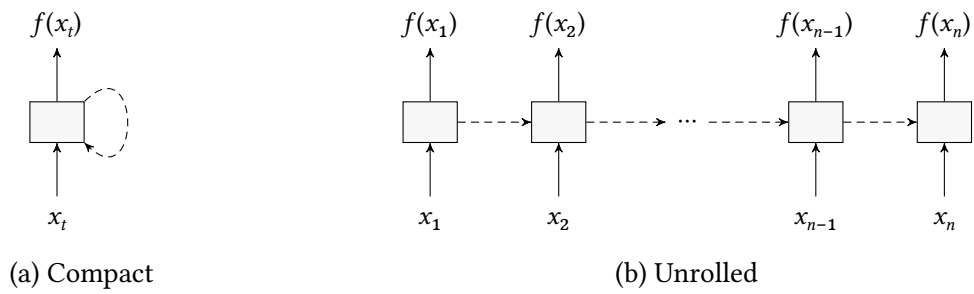 f(x_t) f(x_1) f(x_2) f(x_{n−1}) f(x_n)
...
x_t x_1 x_2 x_{n−1} x_n
(a) Compact (b) Unrolled